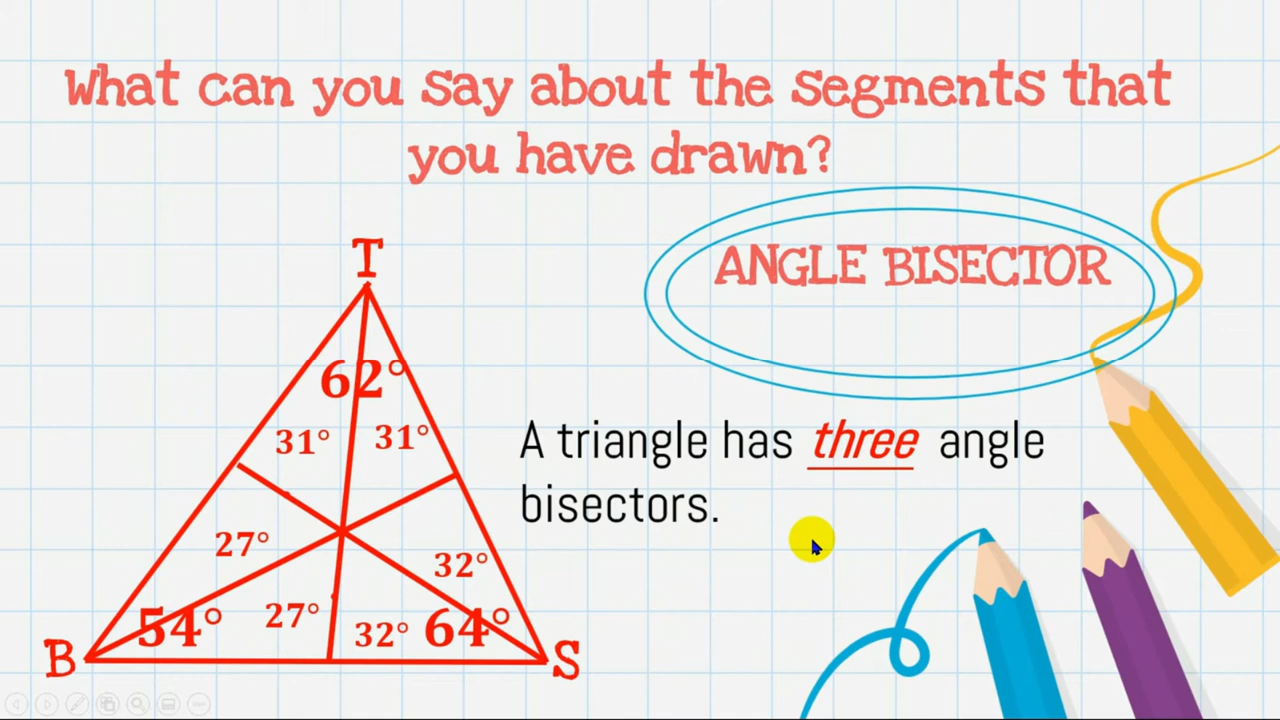 What can you say about the segments that
you have drawn?
ANGLE BISECTOR
T
62°
31° 31°
A triangle has three angle
bisectors.
27°
32°
54° 27° 32° 64°
B S